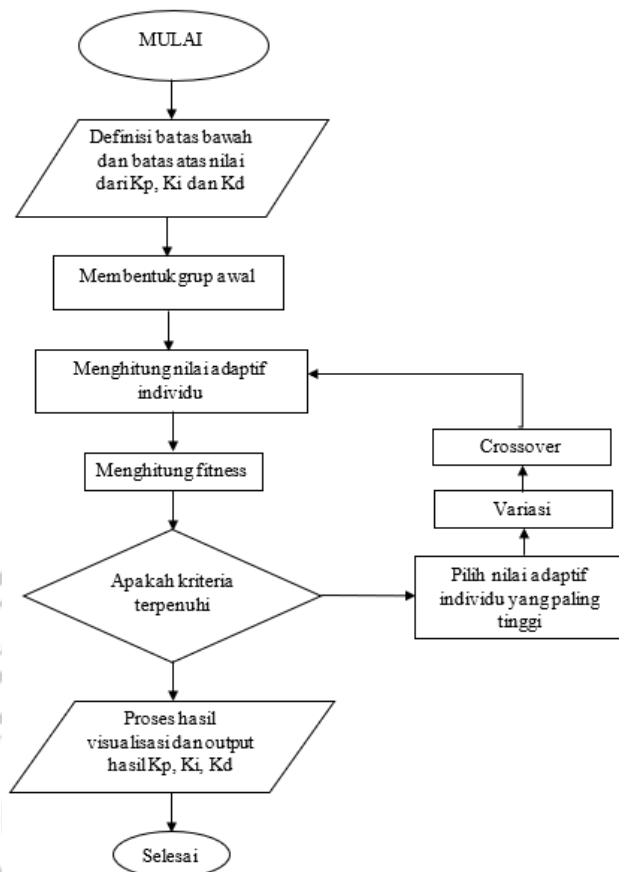 MULAI
Definisi batas bawah
dan batas atas nilai
dari Kp, Ki dan Kd
Membentuk grup awal
Menghitung nilai adaptif
individu
Menghitung fitness
Apakah kriteria
terpenuhi
Crossover
Variasi
Pilih nilai adaptif
individu yang paling
tinggi
Proses hasil
visualisasi dan output
hasil Kp, Ki, Kd
Selesai